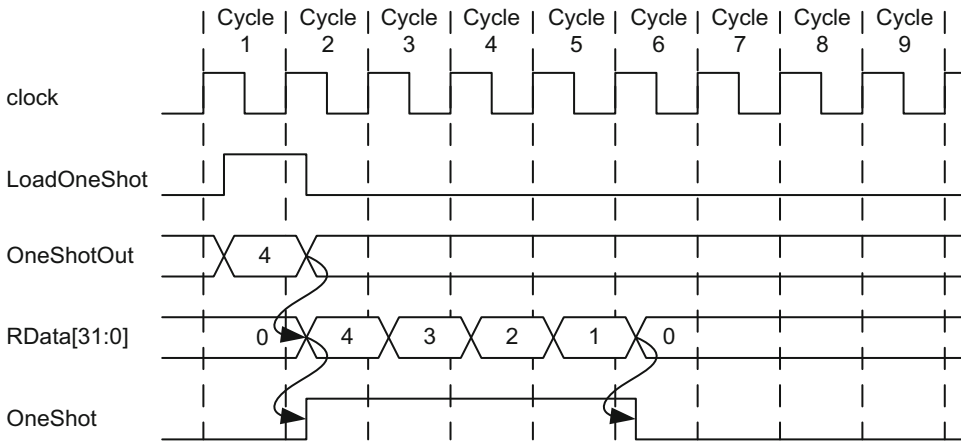 Cycle Cycle Cycle Cycle Cycle Cycle Cycle Cycle Cycle
1 2 3 4 5 6 7 8 9
clock
LoadOneShot
OneShotOut 4
RData[31:0] 0 4 3 2 1 0
OneShot